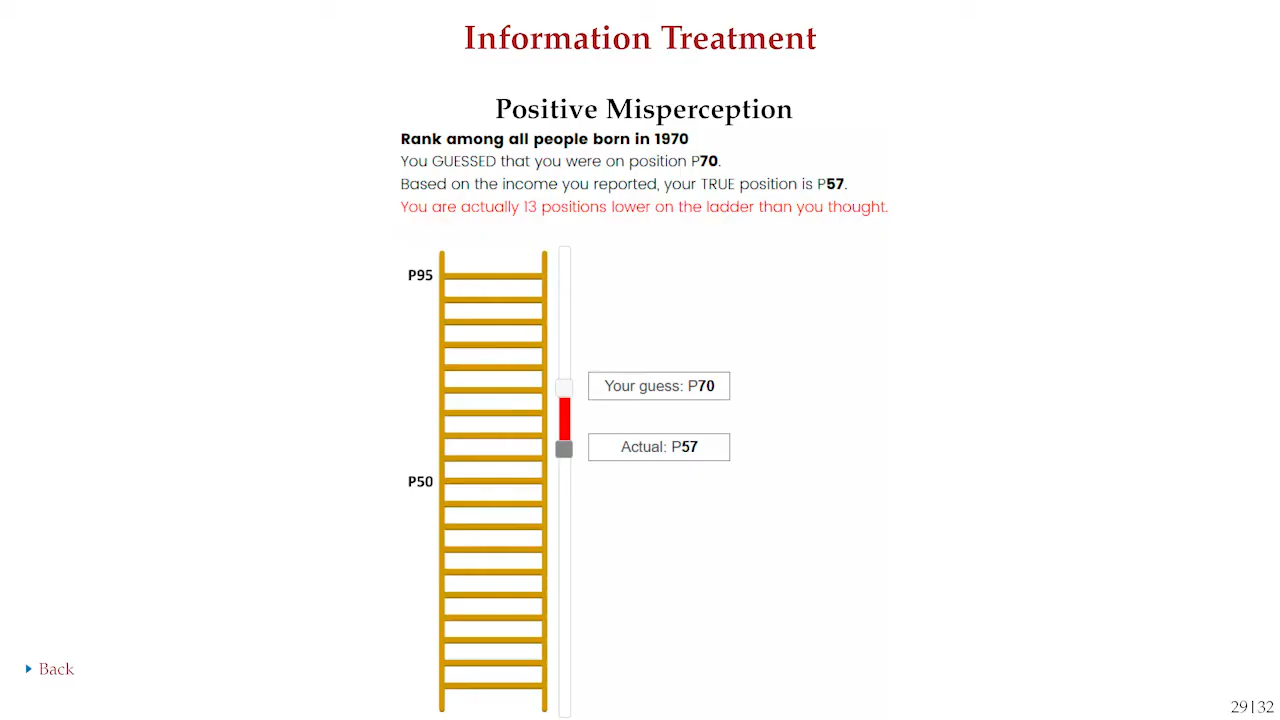 Information Treatment
Positive Misperception
Rank among all people born in 1970
You GUESSED that you were on position P70.
Based on the income you reported, your TRUE position is P57.
You are actually 13 positions lower on the ladder than you thought.
P95
Your guess: P70
Actual: P57
P50
Back
29|32